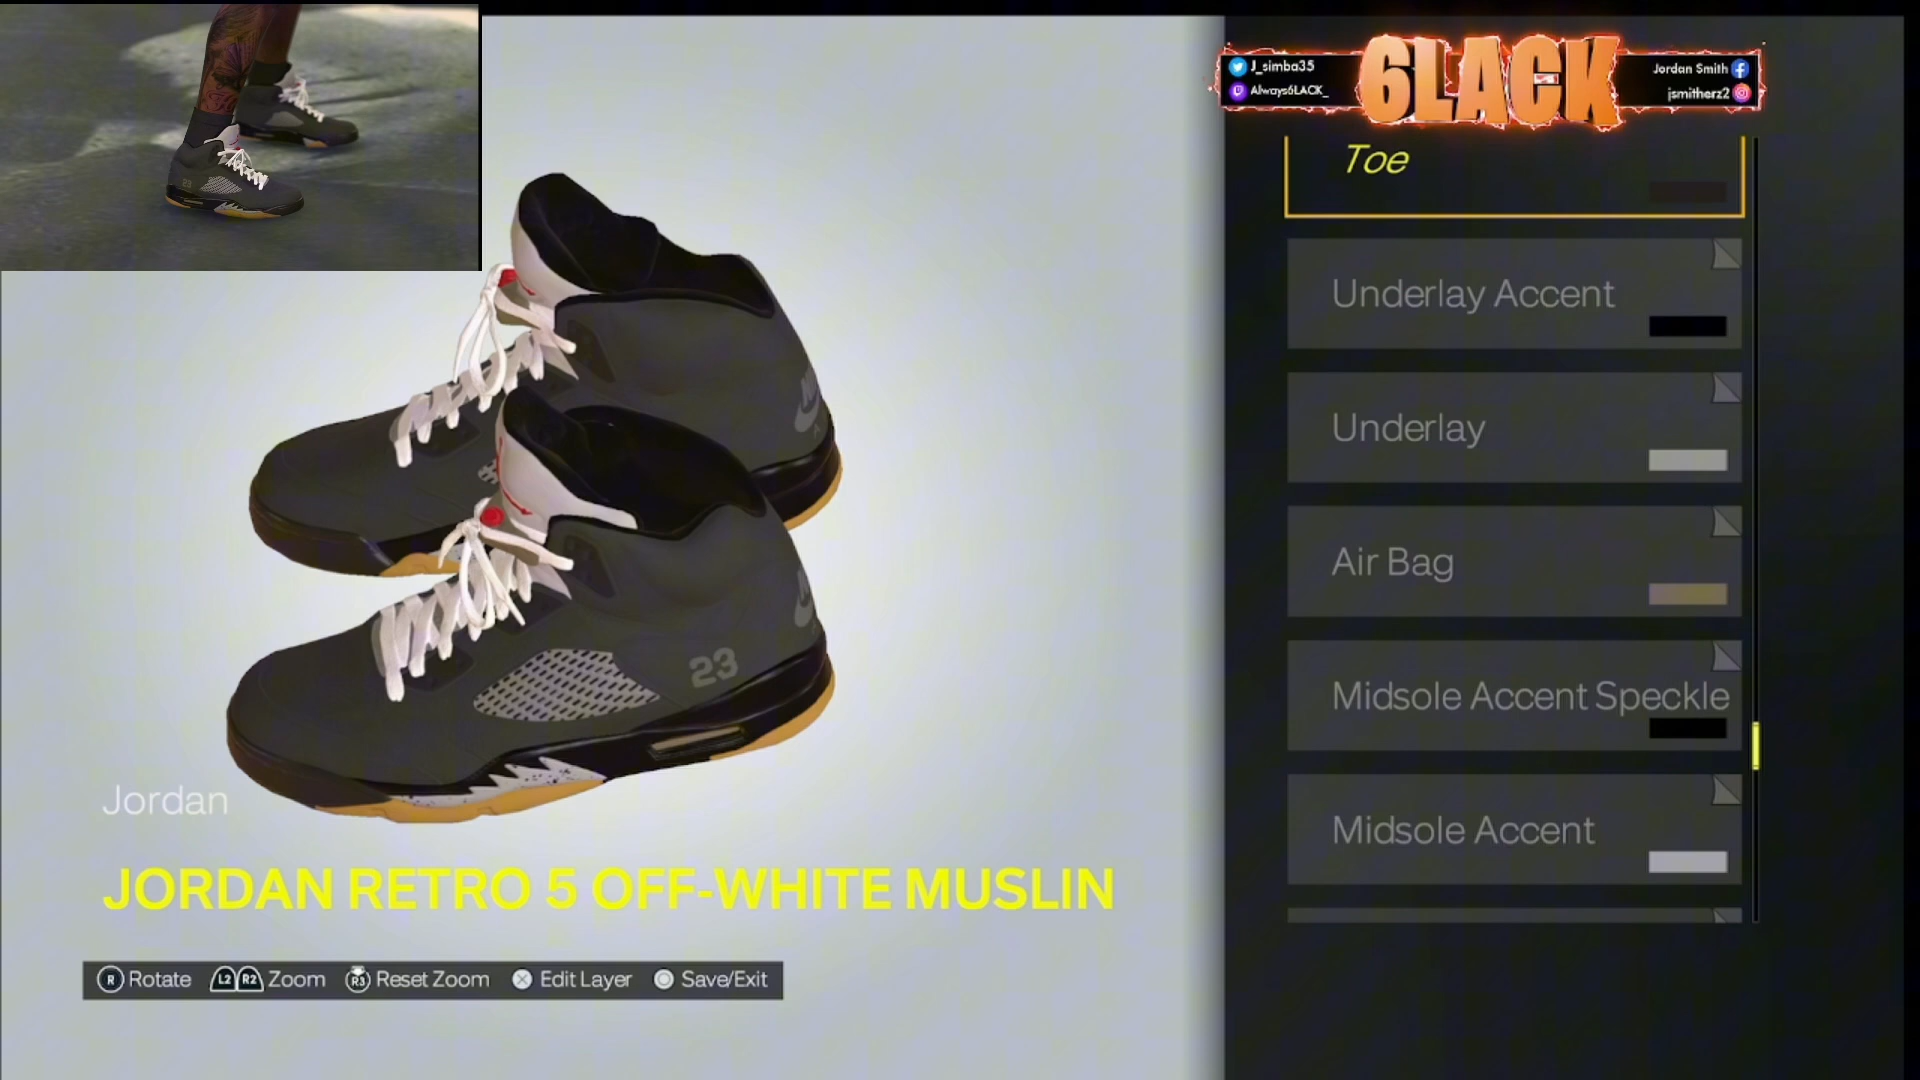 J_simba35
Always6LACK_
6LACK
Jordan Smith
jsmitherz2
Toe
Underlay Accent
Underlay
Air Bag
Midsole Accent Speckle
Midsole Accent
23
Jordan
JORDAN RETRO 5 OFF-WHITE MUSLIN
R Rotate L2 R2 Zoom R3 Reset Zoom Edit Layer Save/Exit